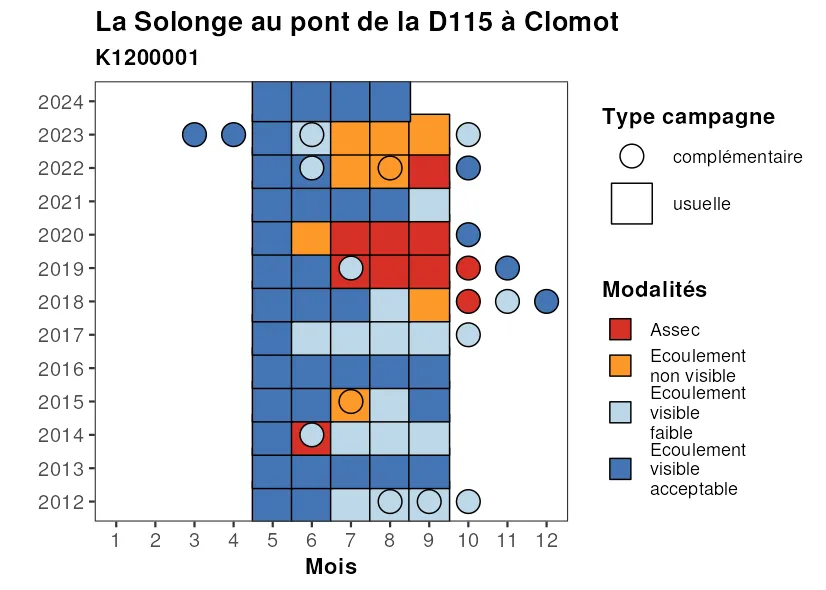 La Solonge au pont de la D115 à Clomot
K1200001
2024
2023
2022
2021
2020
2019
2018
2017
2016
2015
2014
2013
2012
1 2 3 4 5 6 7 8 9 10 11 12
Mois
Type campagne
complémentaire
usuelle
Modalités
Assec
Ecoulement
non visible
Ecoulement
visible
faible
Ecoulement
visible
acceptable